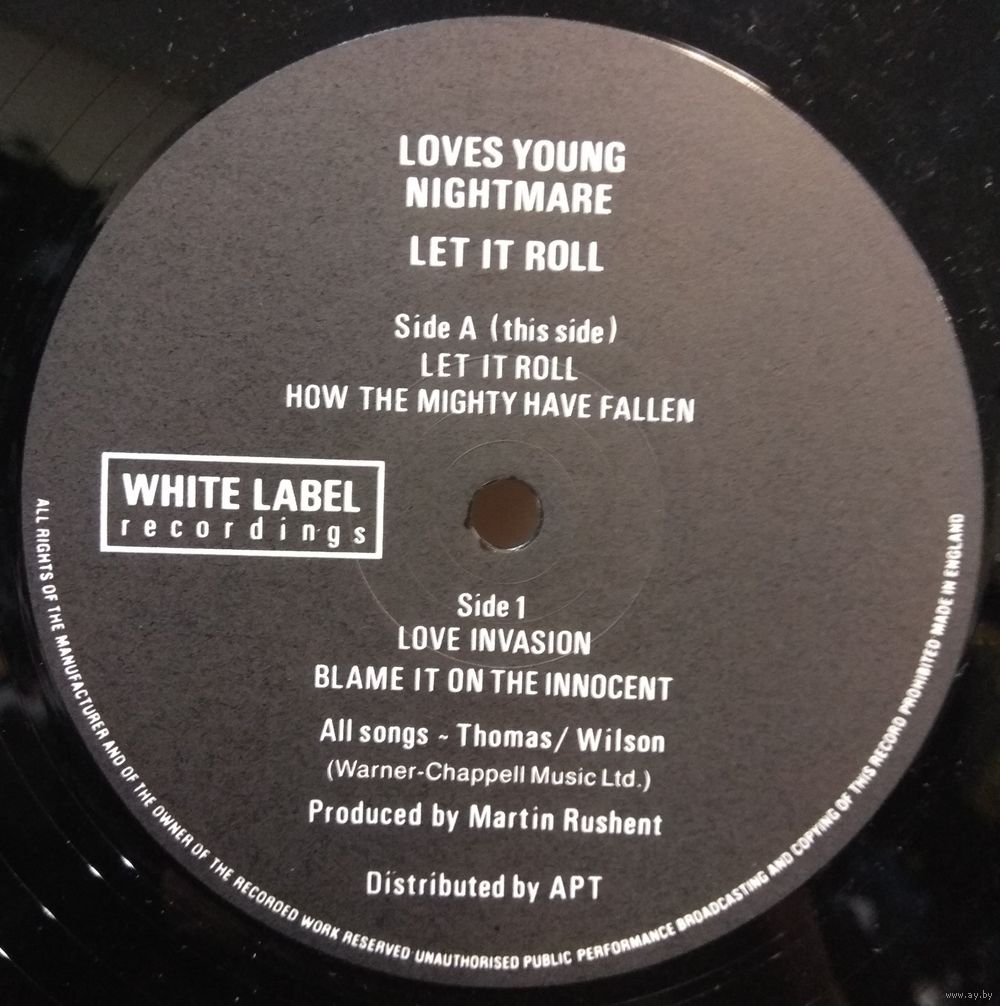 LOVES YOUNG
NIGHTMARE
LET IT ROLL
Side A (this side)
LET IT ROLL
HOW THE MIGHTY HAVE FALLEN
WHITE LABEL
recordings
Side 1
LOVE INVASION
BLAME IT ON THE INNOCENT
All songs ~ Thomas/ Wilson
(Warner-Chappell Music Ltd.)
Produced by Martin Rushent
Distributed by APT
ALL RIGHTS OF THE MANUFACTURER AND OF THE OWNER OF THE RECORDED WORK RESERVED UNAUTHORISED PUBLIC PERFORMANCE BROADCASTING AND COPYING OF THIS RECORD PROHIBITED MADE IN ENGLAND
www.ay.by